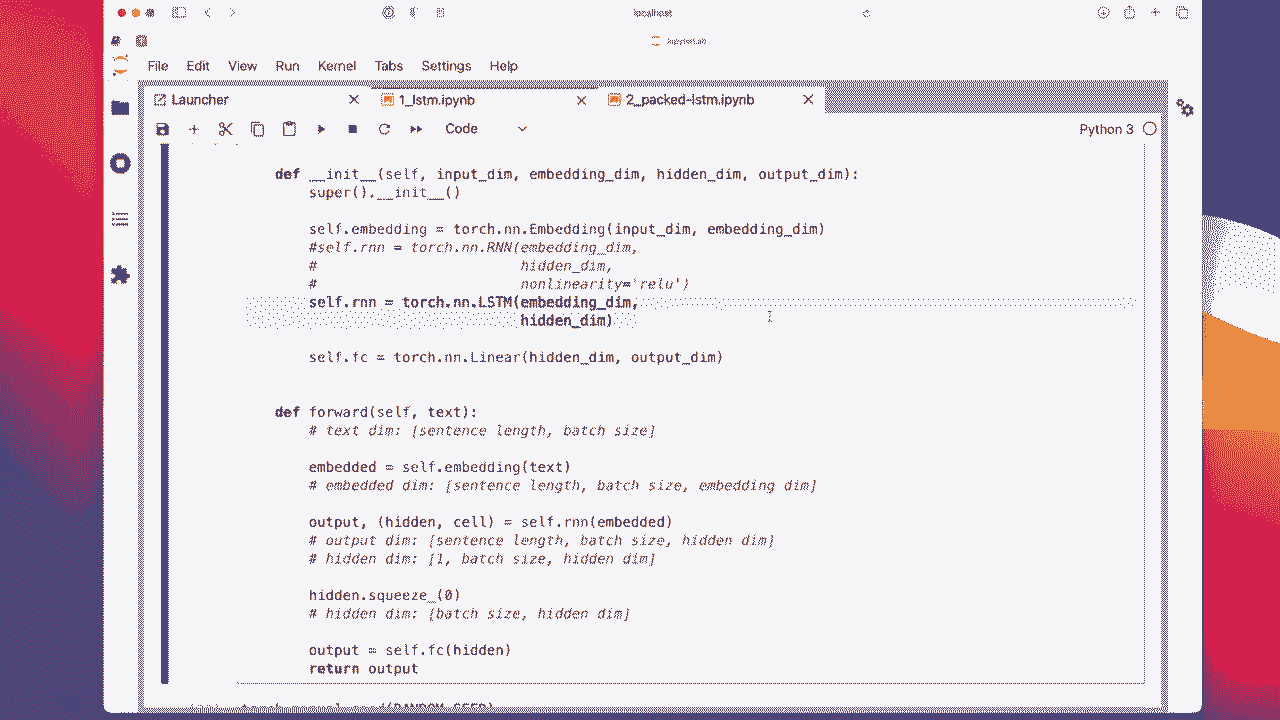 localhost
JupyterLab
File Edit View Run Kernel Tabs Settings Help
Launcher 1_lstm.ipynb 2_packed-lstm.ipynb
Code Python 3
def __init__(self, input_dim, embedding_dim, hidden_dim, output_dim):
super().__init__()
self.embedding = torch.nn.Embedding(input_dim, embedding_dim)
#self.rnn = torch.nn.RNN(embedding_dim,
# hidden_dim,
# nonlinearity='relu')
self.rnn = torch.nn.LSTM(embedding_dim,
hidden_dim)
self.fc = torch.nn.Linear(hidden_dim, output_dim)
def forward(self, text):
# text dim: [sentence length, batch size]
embedded = self.embedding(text)
# embedded dim: [sentence length, batch size, embedding dim]
output, (hidden, cell) = self.rnn(embedded)
# output dim: [sentence length, batch size, hidden dim]
# hidden dim: [1, batch size, hidden dim]
hidden.squeeze_(0)
# hidden dim: [batch size, hidden dim]
output = self.fc(hidden)
return output